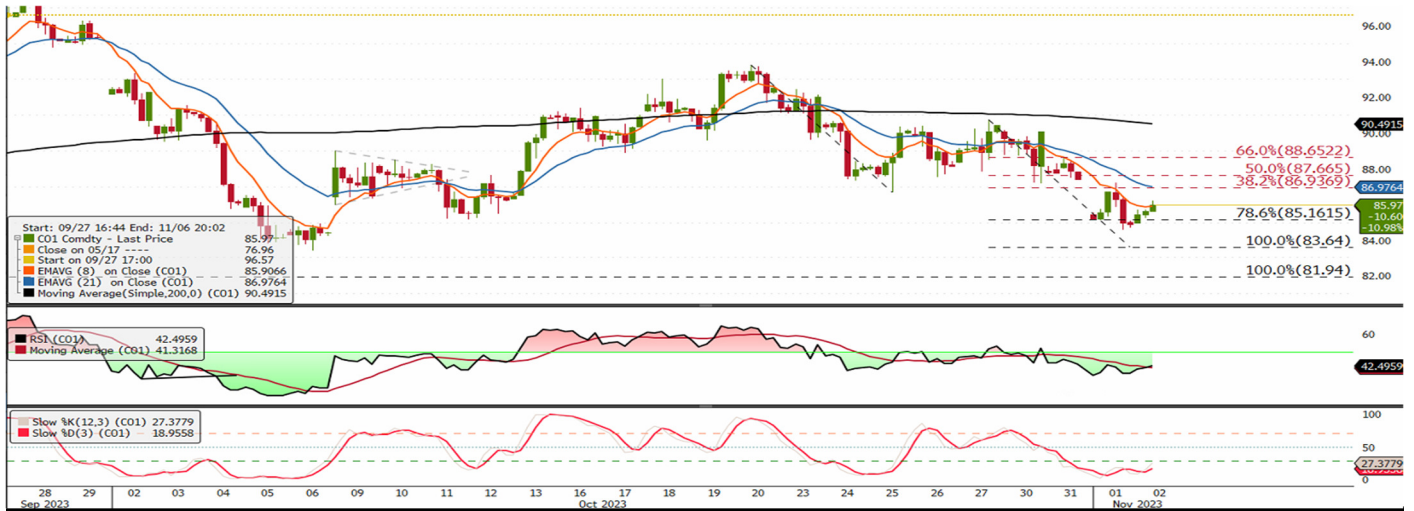 96.00
94.00
92.00
90.4915
90.00
66.0%(88.6522)
88.00
50.0%(87.665)
38.2%(86.9369)
86.9764
85.97
-10.60
-10.98%
78.6%(85.1615)
100.0%(83.64)
84.00
100.0%(81.94)
82.00
Start: 09/27 16:44 End: 11/06 20:02
CO1 Comdty - Last Price 85.97
Close on 05/17 ---- 76.96
Start on 09/27 17:00 96.57
EMAVG (8) on Close (CO1) 85.9066
EMAVG (21) on Close (CO1) 86.9764
Moving Average(Simple,200,0) (CO1) 90.4915
RSI (CO1) 42.4959
Moving Average (CO1) 41.3168
60
42.4959
Slow %K(12,3) (CO1) 27.3779
Slow %D(3) (CO1) 18.9558
100
50
27.3779
0
28 29 02 03 04 05 06 09 10 11 12 13 16 17 18 19 20 23 24 25 26 27 30 31 01 02
Sep 2023 Oct 2023 Nov 2023